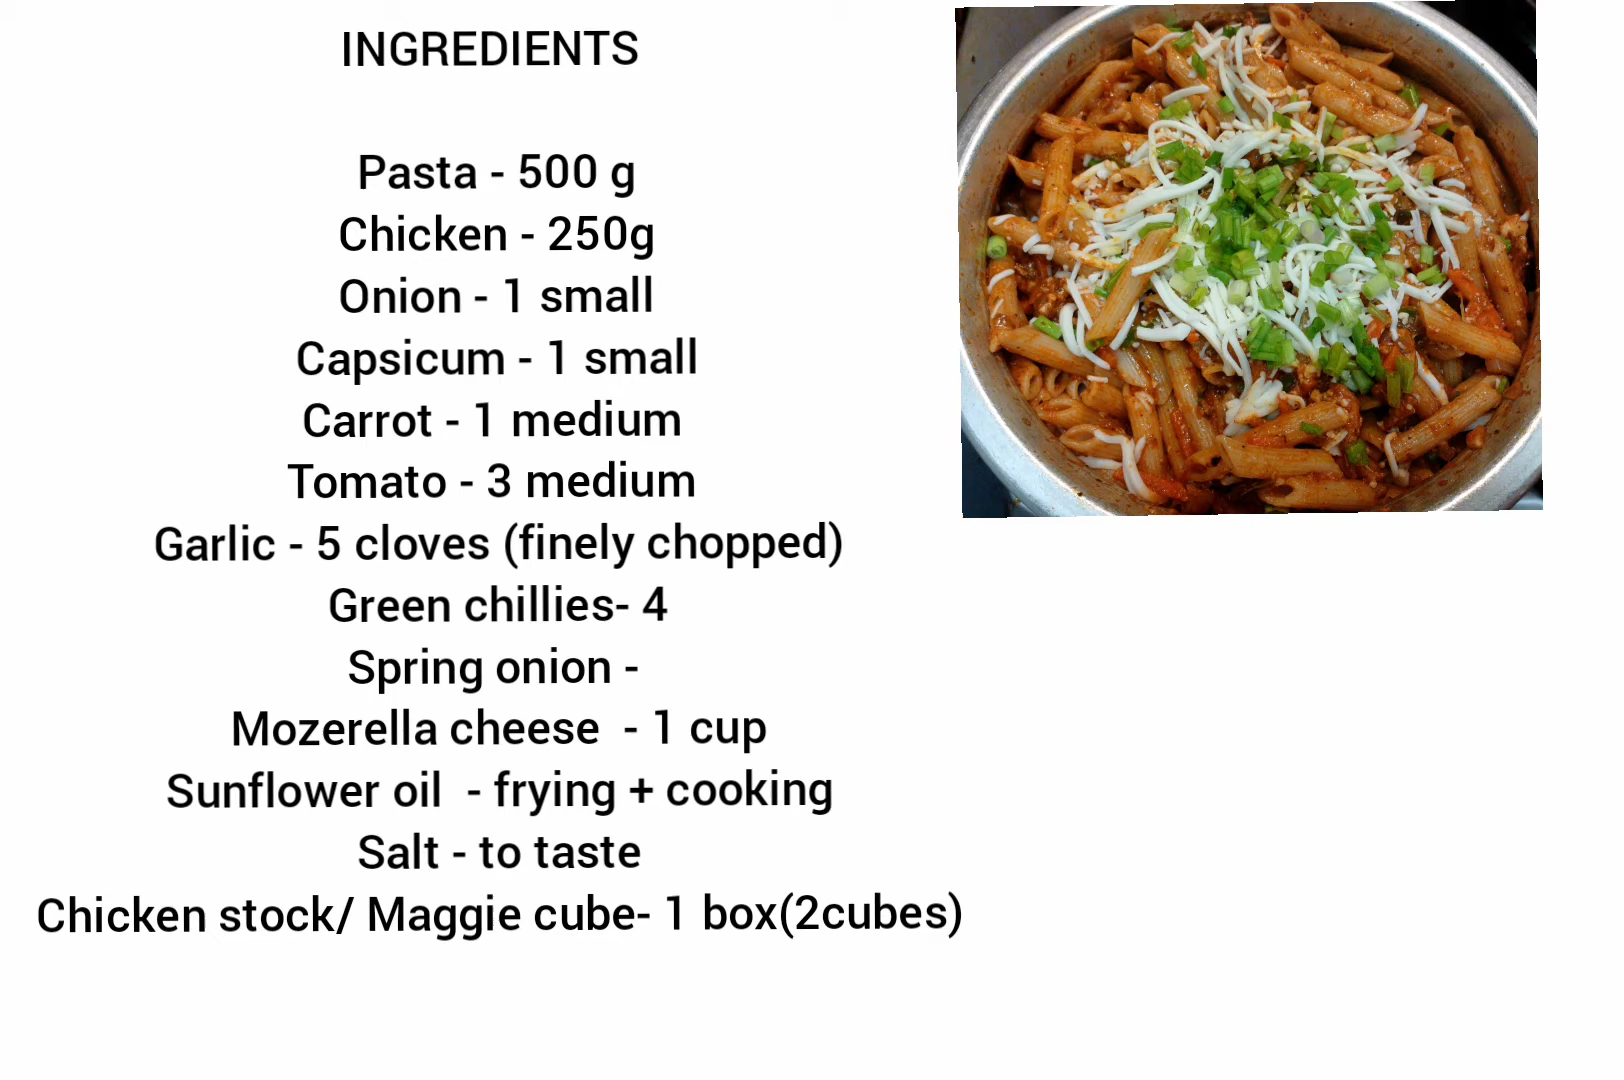 INGREDIENTS
Pasta - 500 g
Chicken - 250g
Onion - 1 small
Capsicum - 1 small
Carrot - 1 medium
Tomato - 3 medium
Garlic - 5 cloves (finely chopped)
Green chillies- 4
Spring onion -
Mozerella cheese  - 1 cup
Sunflower oil  - frying + cooking
Salt - to taste
Chicken stock/ Maggie cube- 1 box(2cubes)